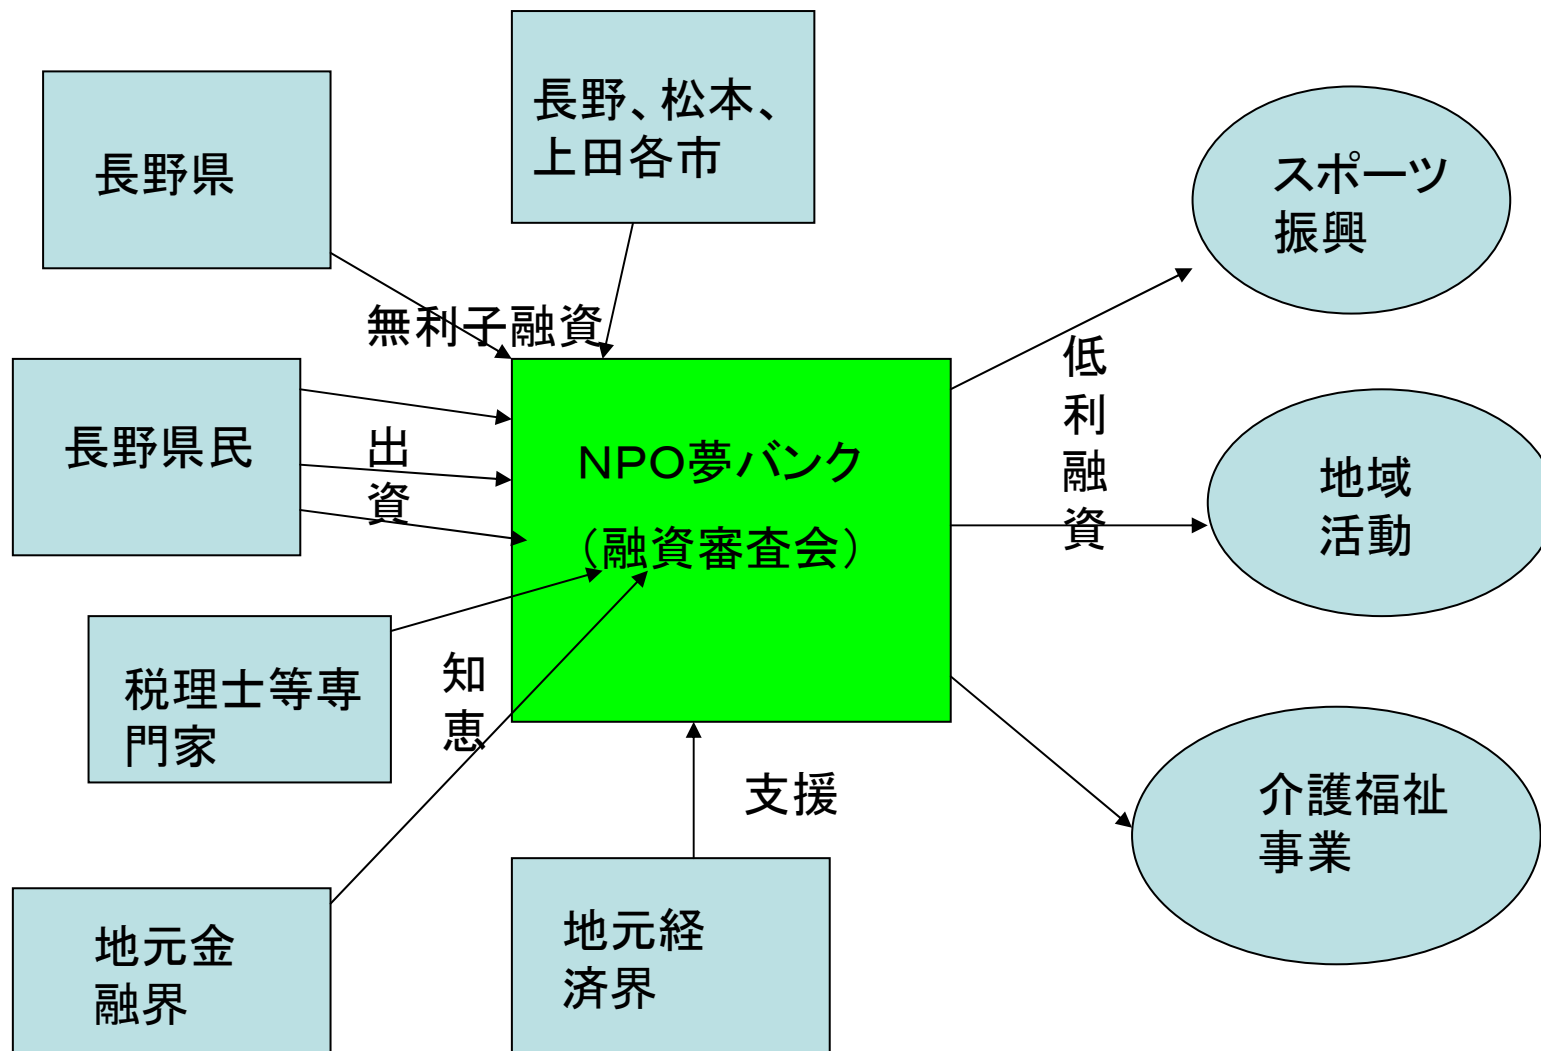 長野県
長野、松本、
上田各市
無利子融資
長野県民
出
資
NPO夢バンク
（融資審査会）
税理士等専
門家
知
恵
地元金
融界
支援
地元経
済界
低
利
融
資
スポーツ
振興
地域
活動
介護福祉
事業